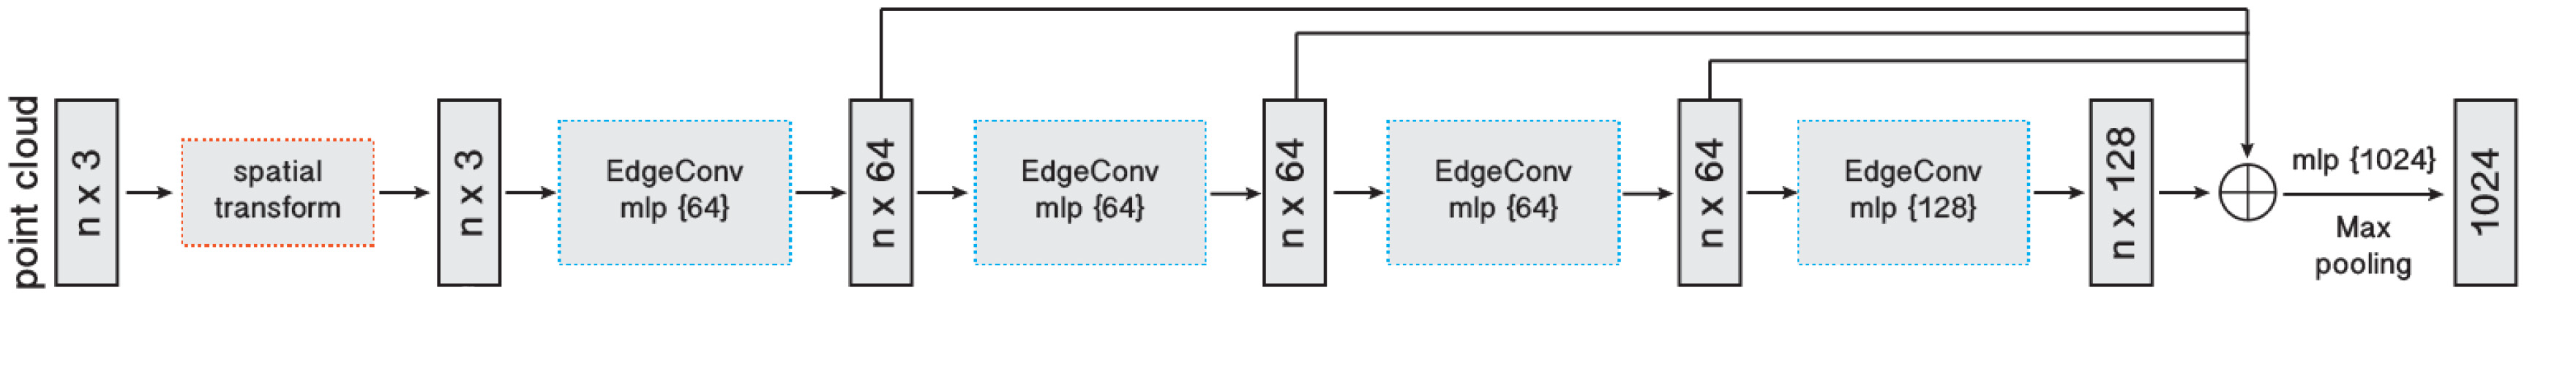 point cloud
n x 3
spatial
transform
n x 3
EdgeConv
mlp {64}
n x 64
EdgeConv
mlp {64}
n x 64
EdgeConv
mlp {64}
n x 64
EdgeConv
mlp {128}
n x 128
mlp {1024}
Max
pooling
1024